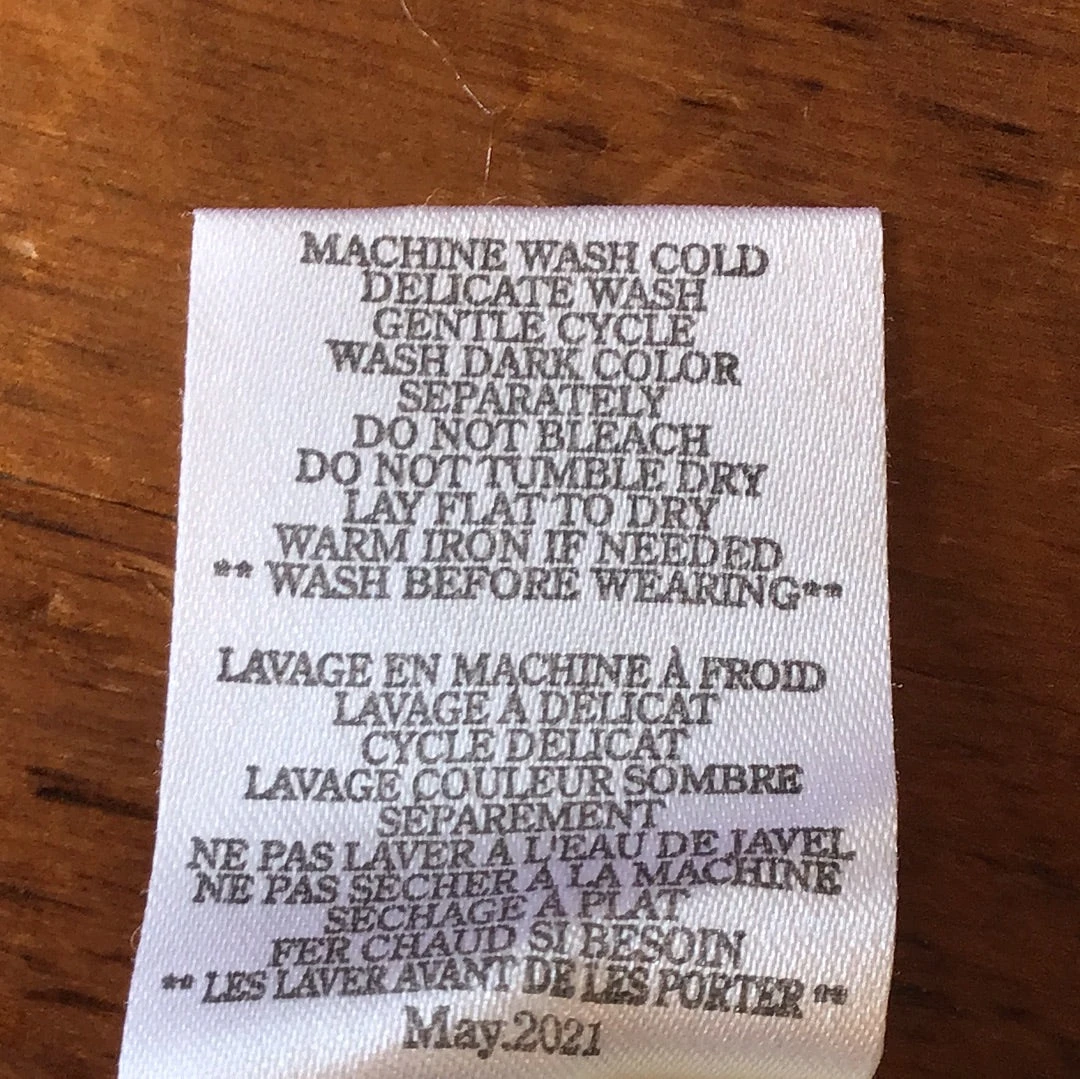 MACHINE WASH COLD
DELICATE WASH
GENTLE CYCLE
WASH DARK COLOR
SEPARATELY
DO NOT BLEACH
DO NOT TUMBLE DRY
LAY FLAT TO DRY
WARM IRON IF NEEDED
** WASH BEFORE WEARING**
LAVAGE EN MACHINE À FROID
LAVAGE À DÉLICAT
CYCLE DÉLICAT
LAVAGE COULEUR SOMBRE
SÉPARÉMENT
NE PAS LAVER À L'EAU DE JAVEL
NE PAS SÉCHER À LA MACHINE
SÉCHAGE À PLAT
FER CHAUD SI BESOIN
** LES LAVER AVANT DE LES PORTER **
May.2021